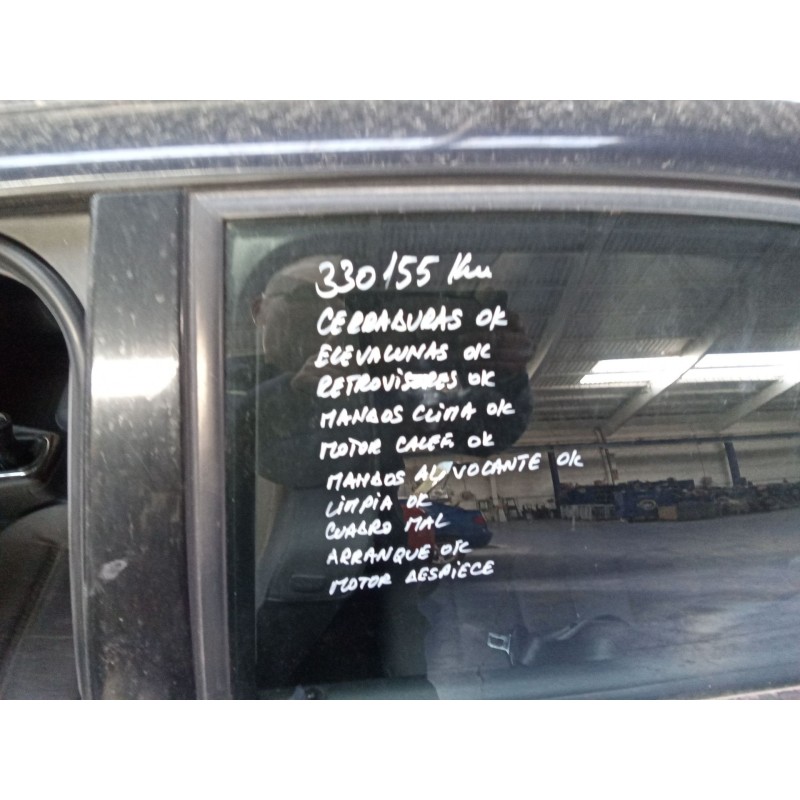 330155 Km
CERRADURAS OK
ELEVALUNAS OK
RETROVISORES OK
MANDOS CLIMA OK
MOTOR CALEF. OK
MANDOS AL VOLANTE OK
LIMPIA OK
CUADRO MAL
ARRANQUE OK
MOTOR DESPIECE